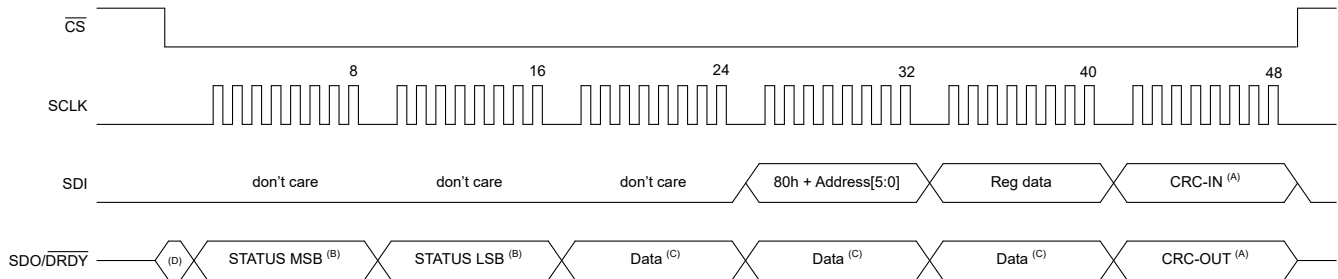 CS
8 16 24 32 40 48
SCLK
SDI don't care don't care don't care 80h + Address[5:0] Reg data CRC-IN (A)
SDO/DRDY (D) STATUS MSB (B) STATUS LSB (B) Data (C) Data (C) Data (C) CRC-OUT (A)